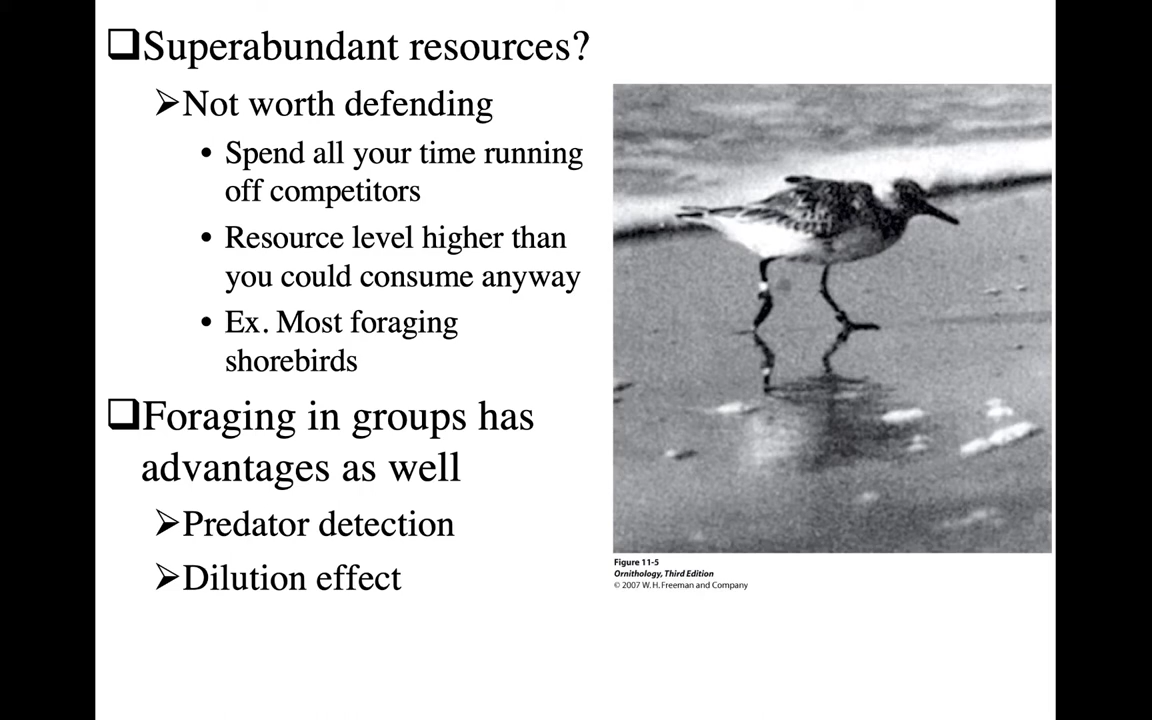 Superabundant resources?
Not worth defending
Spend all your time running
off competitors
Resource level higher than
you could consume anyway
Ex. Most foraging
shorebirds
Foraging in groups has
advantages as well
Predator detection
Dilution effect
Figure 11-5
Ornithology, Third Edition
© 2007 W. H. Freeman and Company